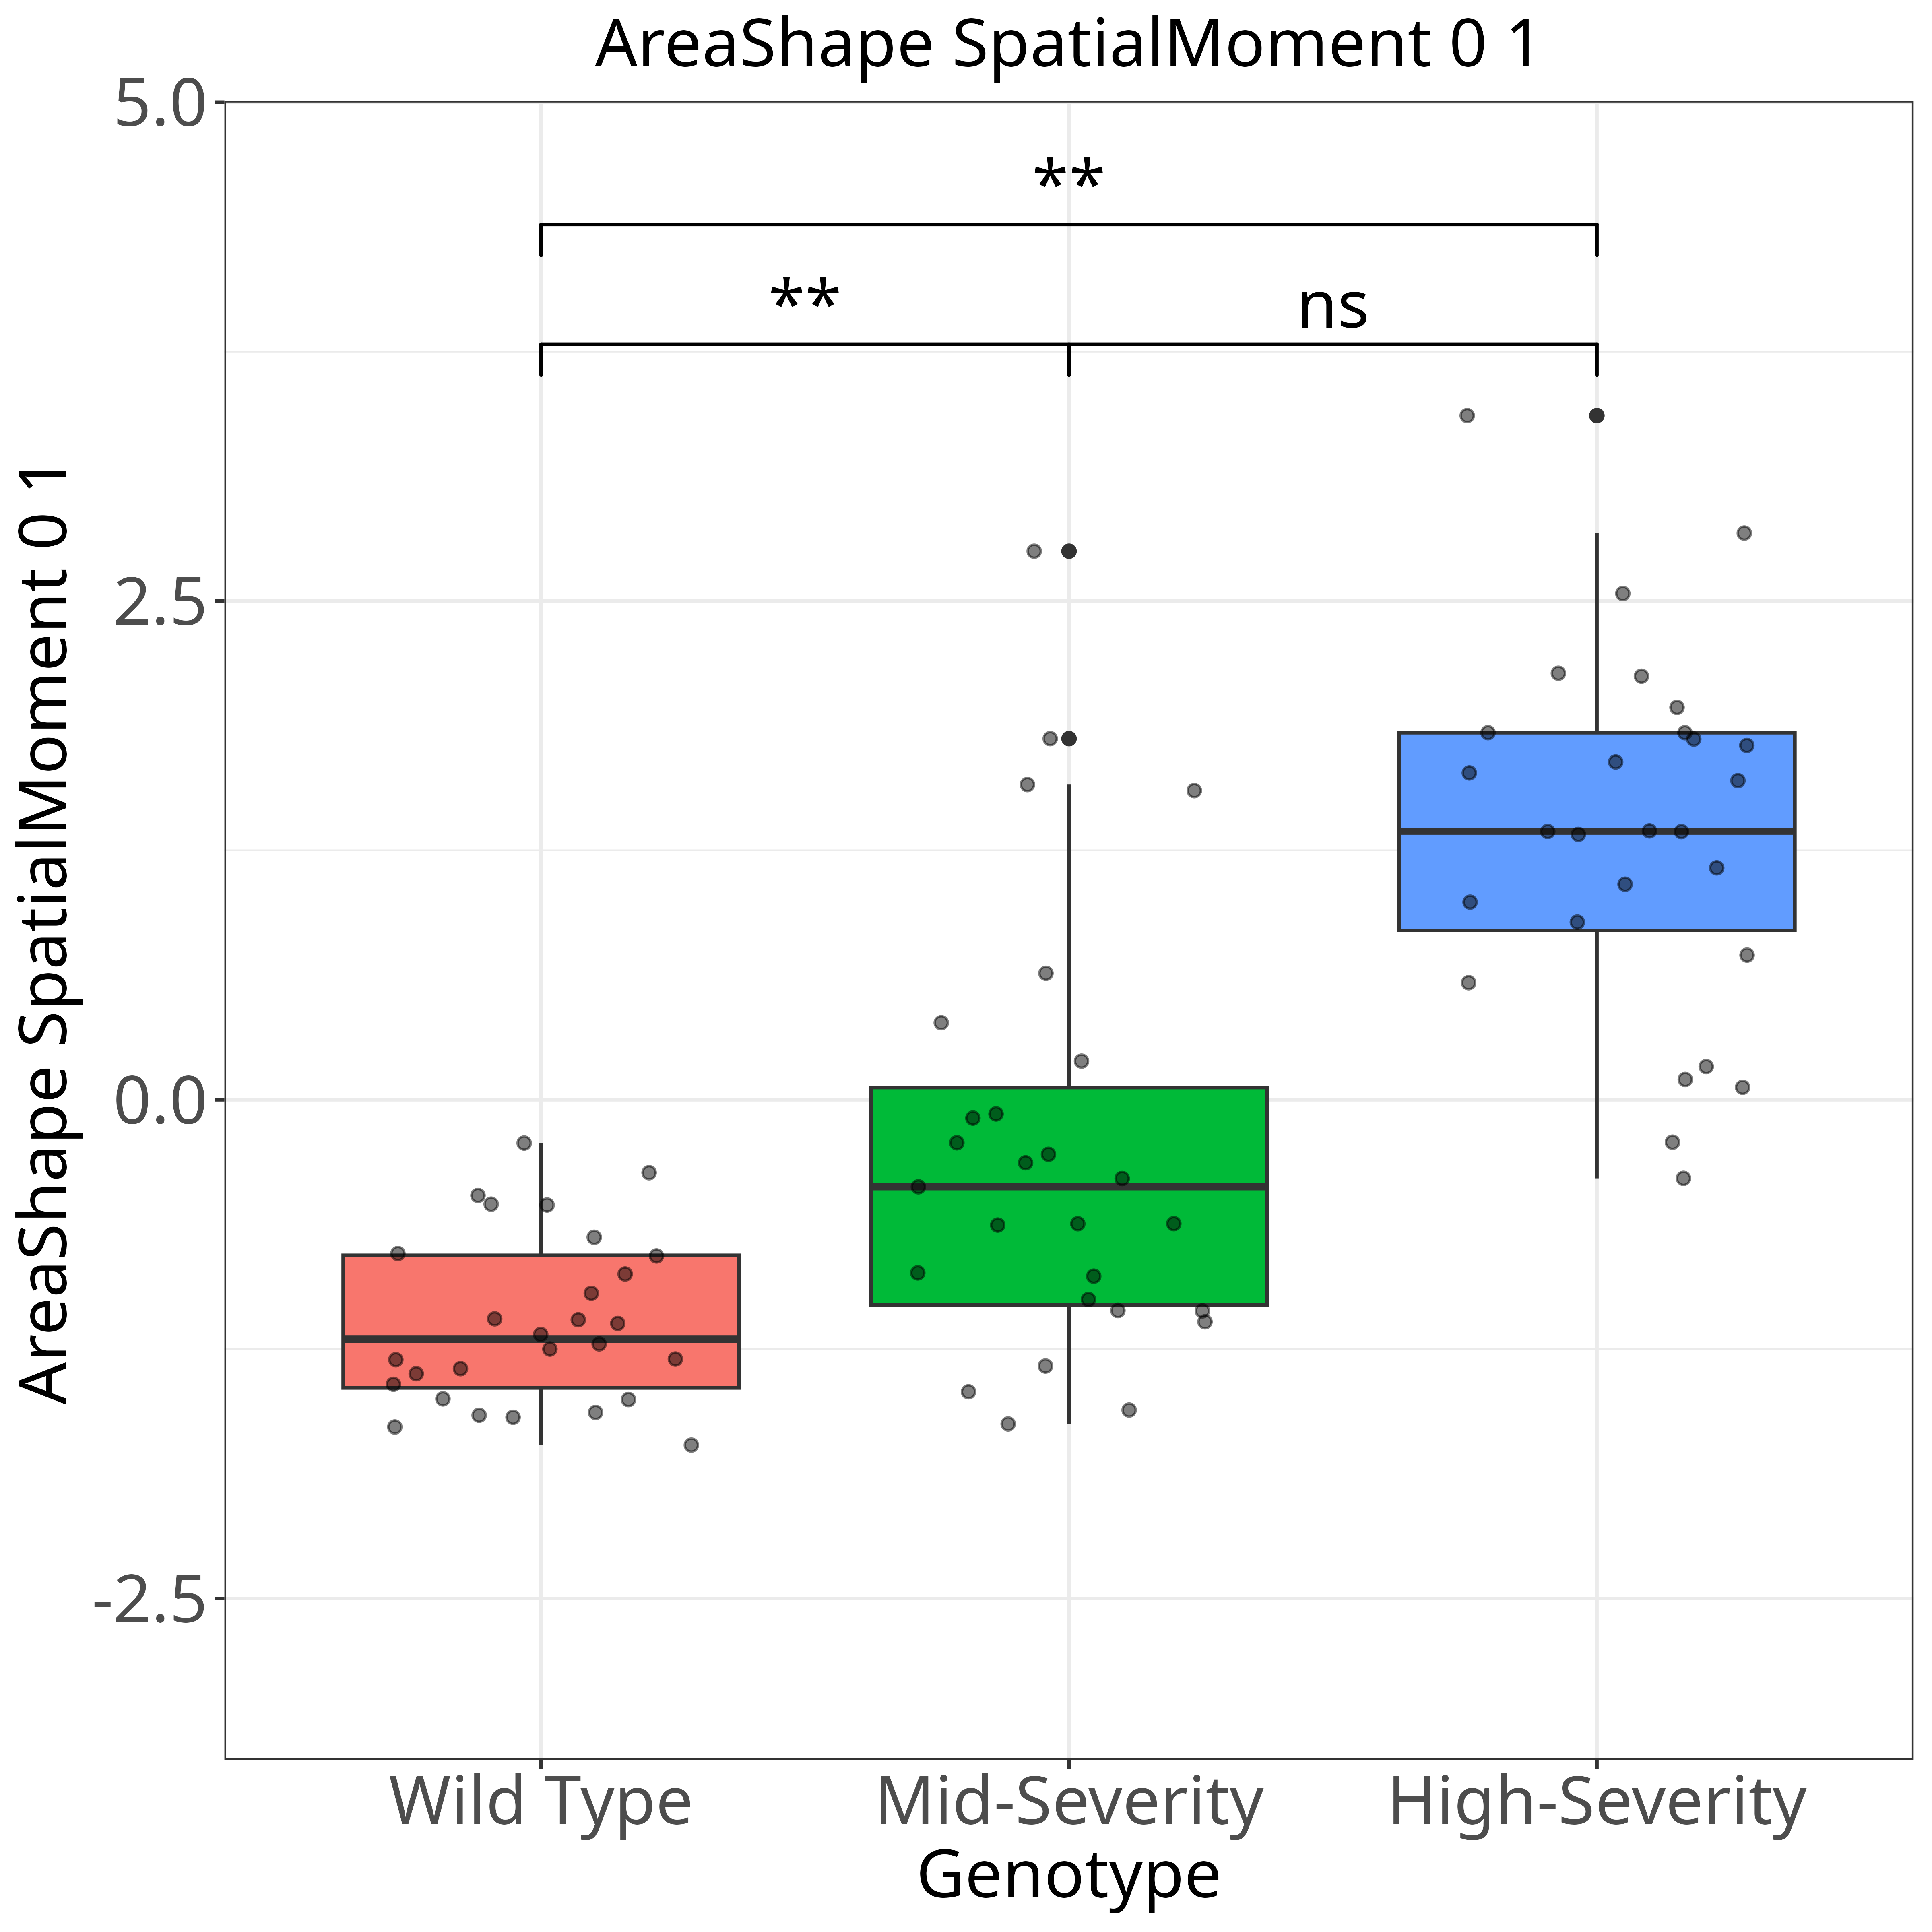 AreaShape SpatialMoment 0 1
5.0
**
**
ns
2.5
0.0
-2.5
AreaShape SpatialMoment 0 1
Wild Type
Mid-Severity
High-Severity
Genotype